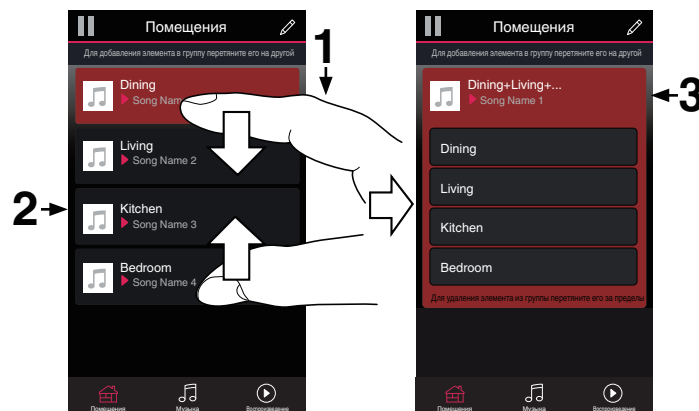 Помещения
Для добавления элемента в группу перетяните его на другой
1
Dining
Song Nam
Living
Song Name 2
2
Kitchen
Song Name 3
Bedroom
Song Name 4
Помещения
Музыка
Воспроизведение
Помещения
Для добавления элемента в группу перетяните его на другой
Dining+Living+...
Song Name 1
3
Dining
Living
Kitchen
Bedroom
Для удаления элемента из группы перетяните его за пределы
Помещения
Музыка
Воспроизведение